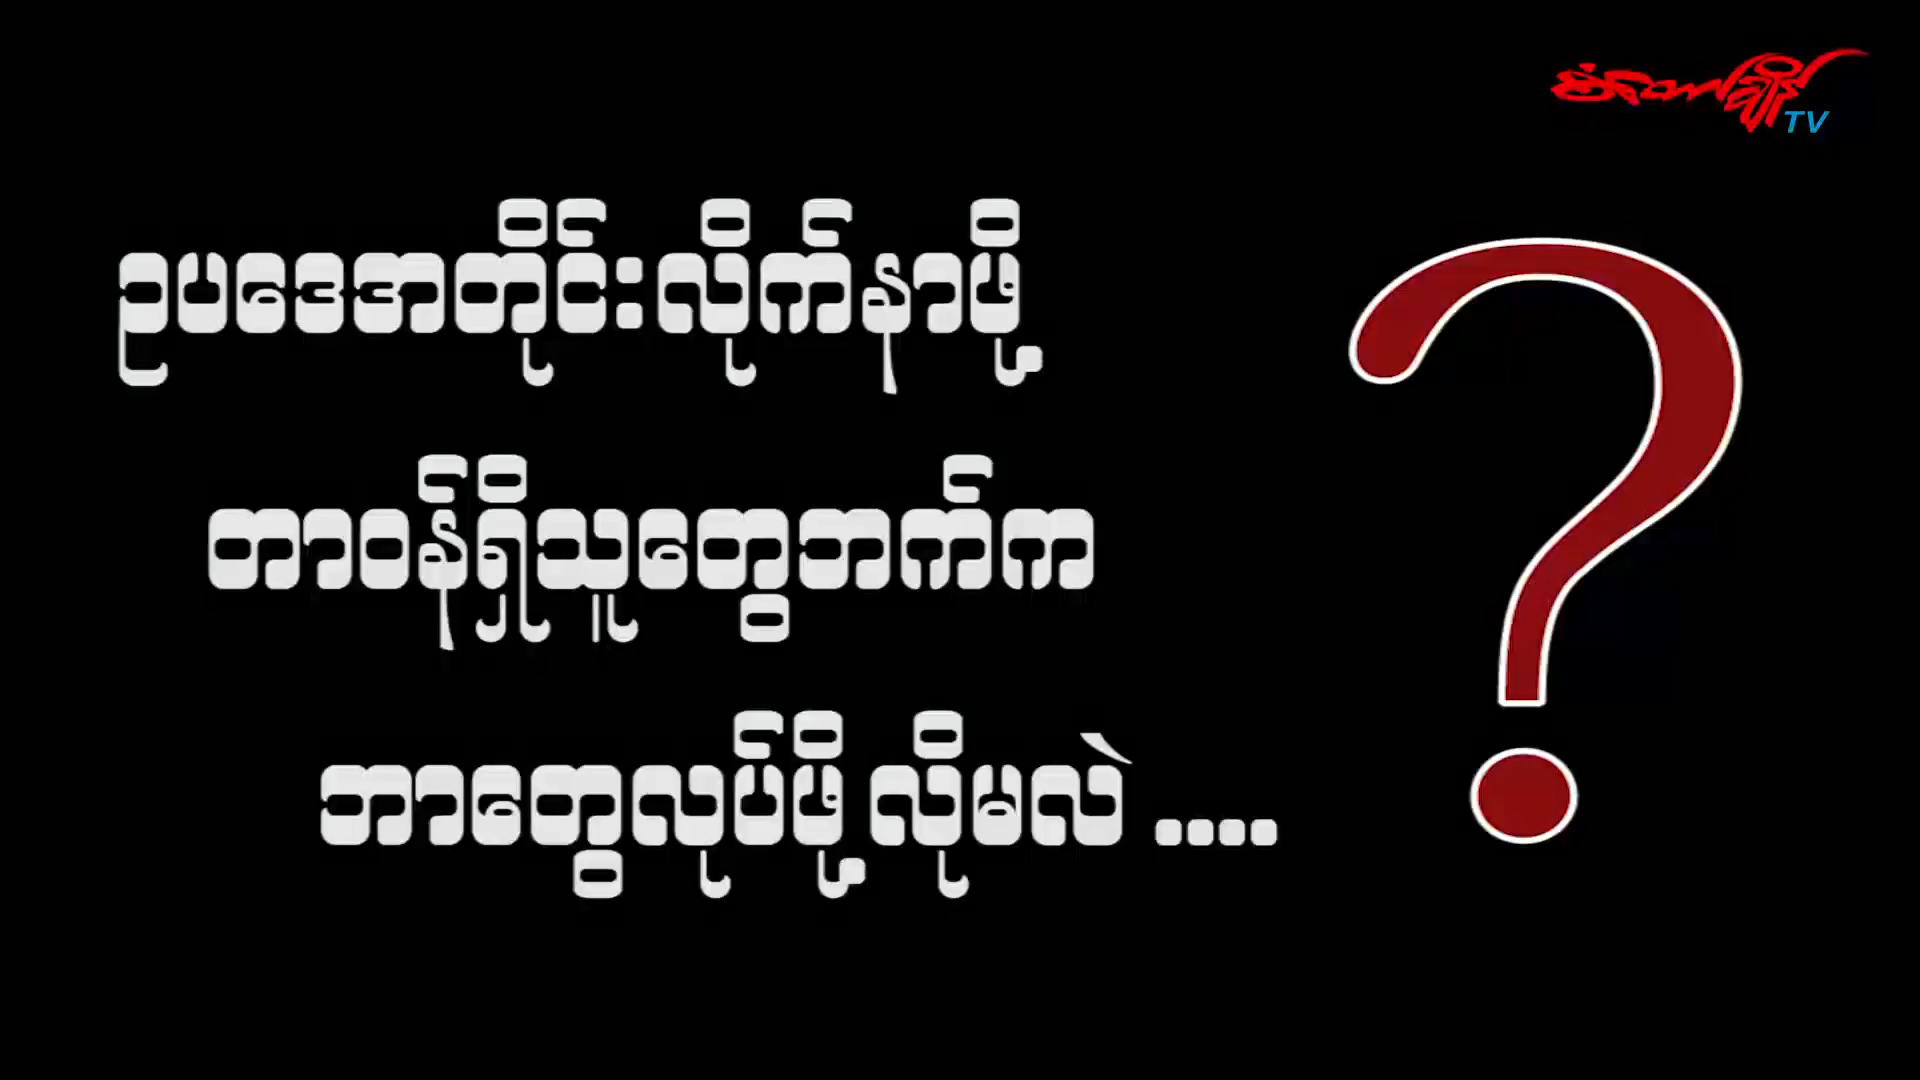 ဥပဒေအတိုင်းလိုက်နာဖို့
တာဝန်ရှိသူတွေဘက်က
ဘာတွေလုပ်ဖို့ လိုမလဲ ....
?
TV